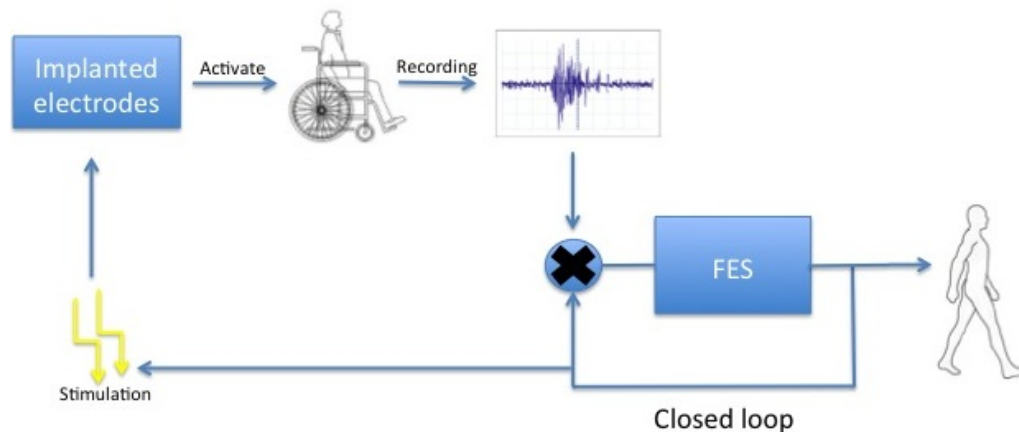 Implanted
electrodes
Activate
Recording
FES
Stimulation
Closed loop